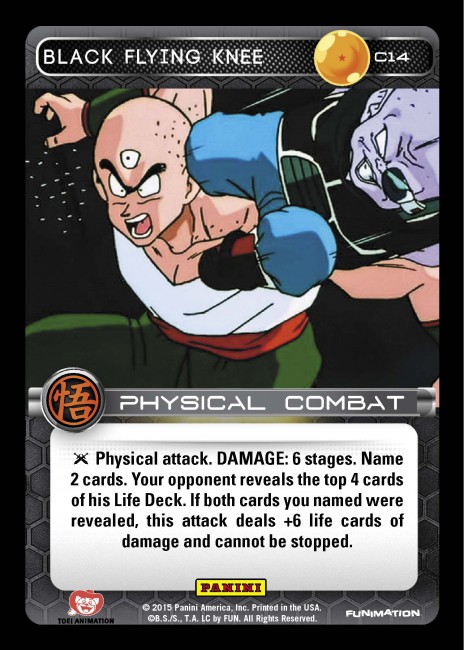 BLACK FLYING KNEE
C14
悟
PHYSICAL COMBAT
Physical attack. DAMAGE: 6 stages. Name
2 cards. Your opponent reveals the top 4 cards
of his Life Deck. If both cards you named were
revealed, this attack deals +6 life cards of
damage and cannot be stopped.
PANINI
TOEI ANIMATION
© 2015 Panini America, Inc. Printed in the USA.
©B.S./S., T.A. LC by FUN. All Rights Reserved.
FUNIMATION